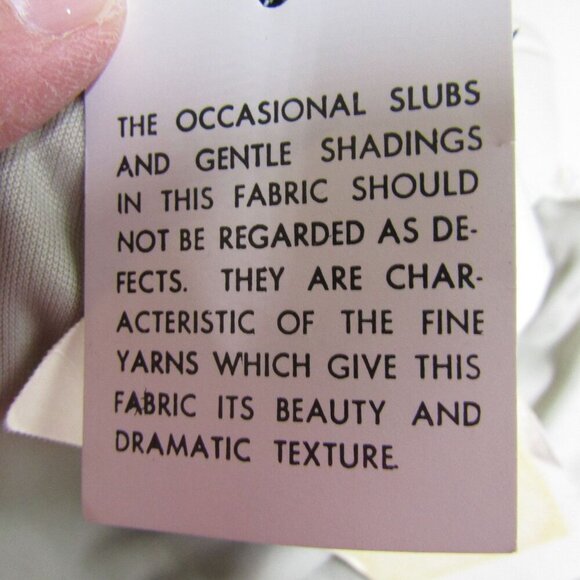 THE OCCASIONAL SLUBS
AND GENTLE SHADINGS
IN THIS FABRIC SHOULD
NOT BE REGARDED AS DE-
FECTS. THEY ARE CHAR-
ACTERISTIC OF THE FINE
YARNS WHICH GIVE THIS
FABRIC ITS BEAUTY AND
DRAMATIC TEXTURE.